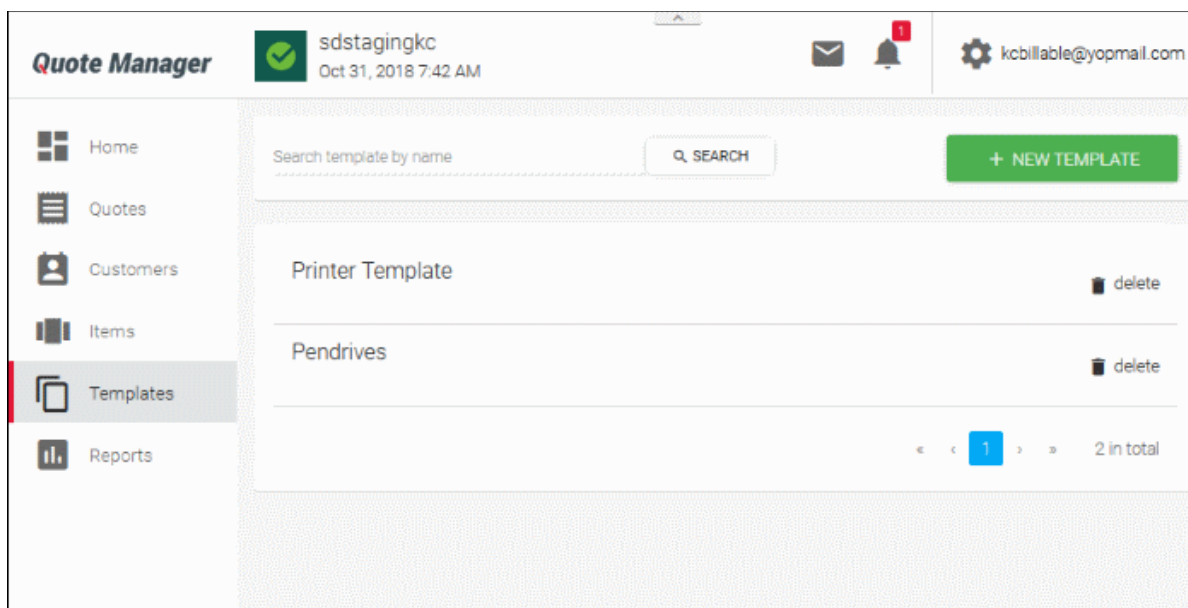 Quote Manager
sdstagingkc
Oct 31, 2018 7:42 AM
1
kcbillable@yopmail.com
Home
Quotes
Customers
Items
Templates
Reports
Search template by name
SEARCH
+ NEW TEMPLATE
Printer Template
delete
Pendrives
delete
« ‹ 1 › » 2 in total